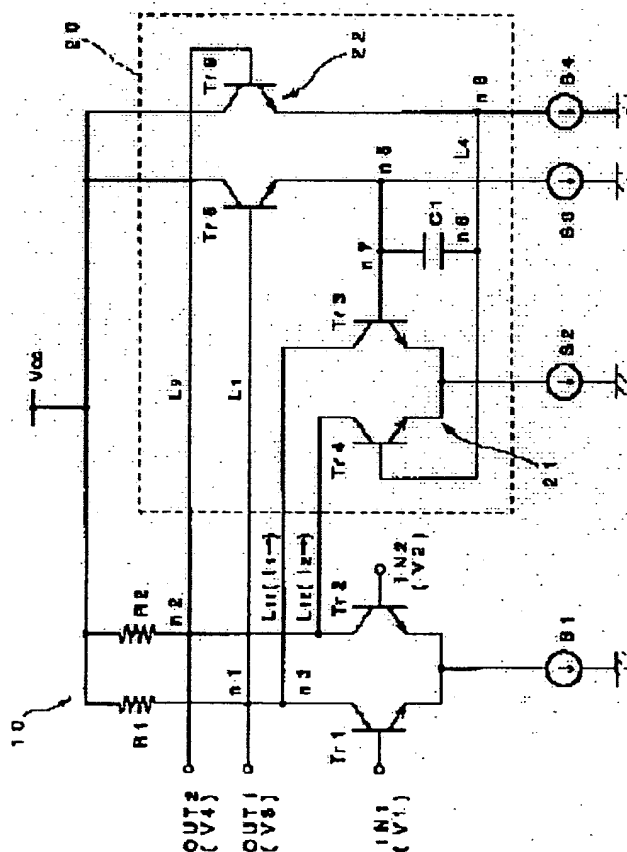 10
Vcc
20
R1
R2
n2
n1
n3
L2
L1
L11(I1→)
L12(I2→)
Tr5
Tr6
22
Tr4
Tr3
n7
n5
C1
n6
L4
n8
21
OUT2
(V4)
OUT1
(V3)
IN1
(V1)
Tr1
Tr2
IN2
(V2)
B1
B2
B3
B4